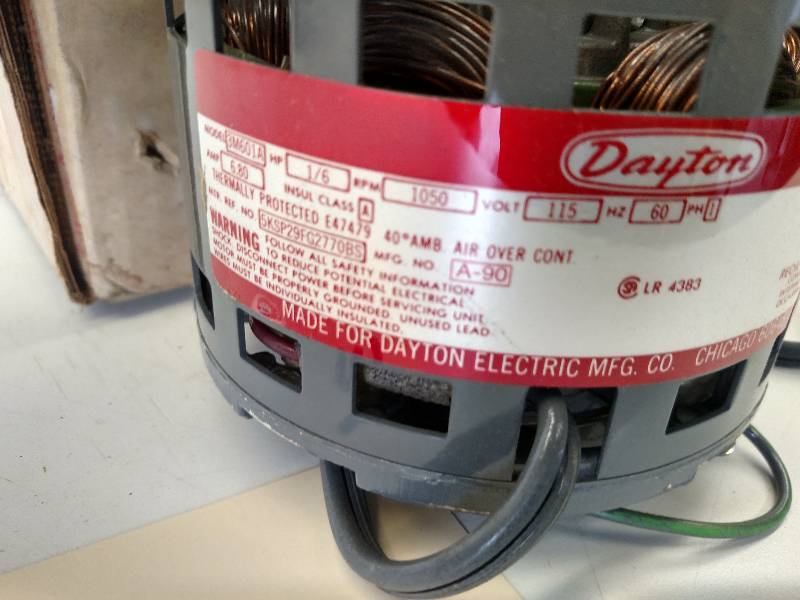 Dayton
MODEL 3M601A HP 1/6 RPM 1050 VOLT 115 HZ 60 PH 1
AMP 6.80 INSUL CLASS A
THERMALLY PROTECTED E47479 40°AMB. AIR OVER CONT.
MTR. REF. NO. 5KSP29FG2770BS MFG. NO. A-90
WARNING FOLLOW ALL SAFETY INFORMATION
TO REDUCE POTENTIAL ELECTRICAL
SHOCK. DISCONNECT POWER BEFORE SERVICING UNIT.
MOTOR MUST BE PROPERLY GROUNDED. UNUSED LEAD
WIRES MUST BE INDIVIDUALLY INSULATED.
LR 4383
MADE FOR DAYTON ELECTRIC MFG. CO. CHICAGO